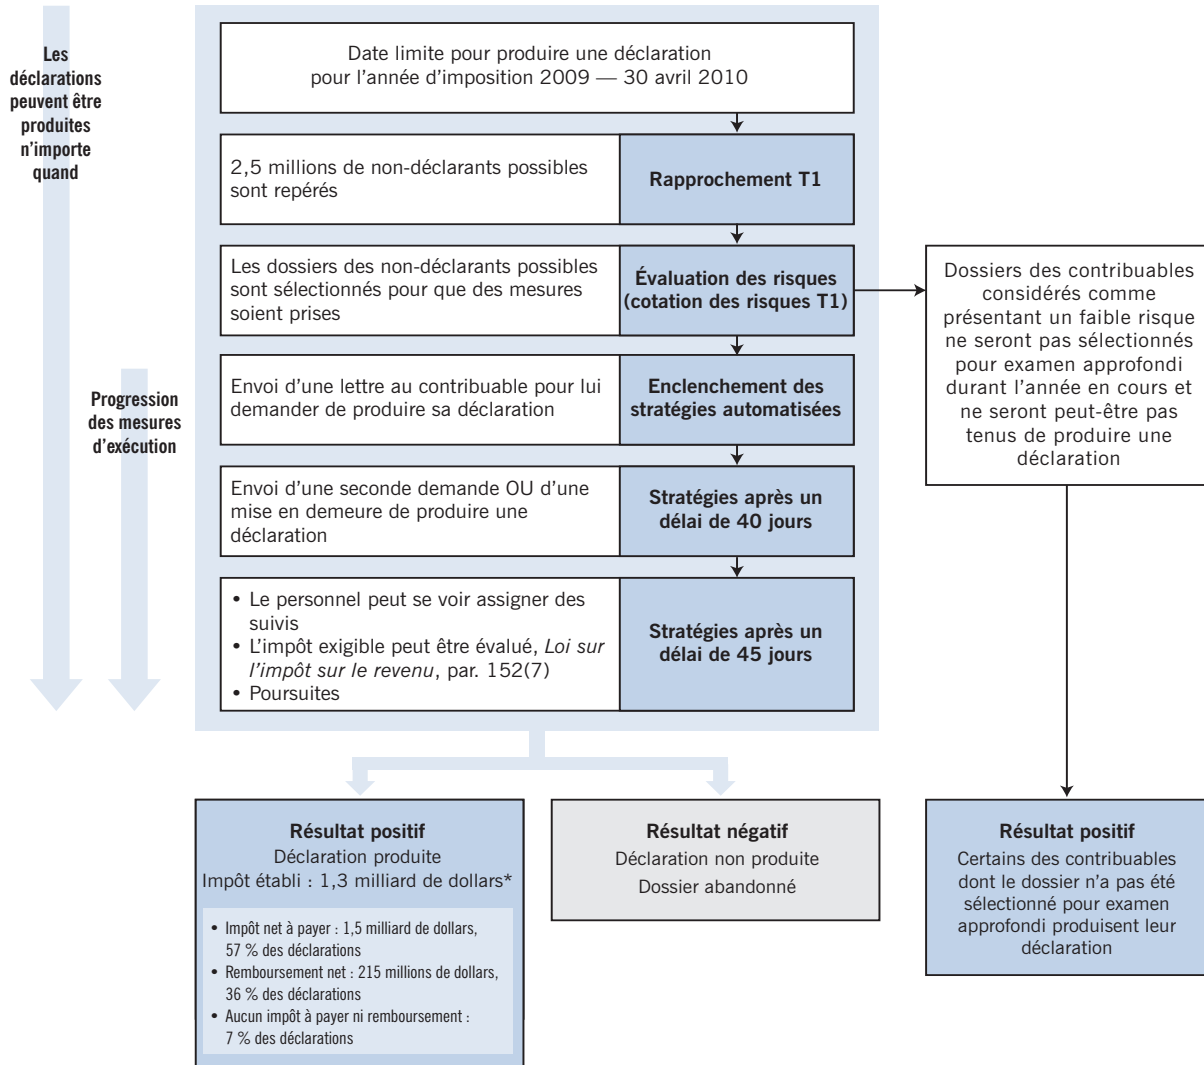 Les
déclarations
peuvent être
produites
n'importe
quand
Date limite pour produire une déclaration
pour l'année d'imposition 2009 — 30 avril 2010
2,5 millions de non-déclarants possibles
sont repérés
Rapprochement T1
Les dossiers des non-déclarants possibles
sont sélectionnés pour que des mesures
soient prises
Évaluation des risques
(cotation des risques T1)
Dossiers des contribuables
considérés comme
présentant un faible risque
ne seront pas sélectionnés
pour examen approfondi
durant l'année en cours et
ne seront peut-être pas
tenus de produire une
déclaration
Progression
des mesures
d'exécution
Envoi d'une lettre au contribuable pour lui
demander de produire sa déclaration
Enclenchement des
stratégies automatisées
Envoi d'une seconde demande OU d'une
mise en demeure de produire une
déclaration
Stratégies après un
délai de 40 jours
• Le personnel peut se voir assigner des
suivis
• L'impôt exigible peut être évalué, Loi sur
l'impôt sur le revenu, par. 152(7)
• Poursuites
Stratégies après un
délai de 45 jours
Résultat positif
Déclaration produite
Impôt établi : 1,3 milliard de dollars*
• Impôt net à payer : 1,5 milliard de dollars,
57 % des déclarations
• Remboursement net : 215 millions de dollars,
36 % des déclarations
• Aucun impôt à payer ni remboursement :
7 % des déclarations
Résultat négatif
Déclaration non produite
Dossier abandonné
Résultat positif
Certains des contribuables
dont le dossier n'a pas été
sélectionné pour examen
approfondi produisent leur
déclaration